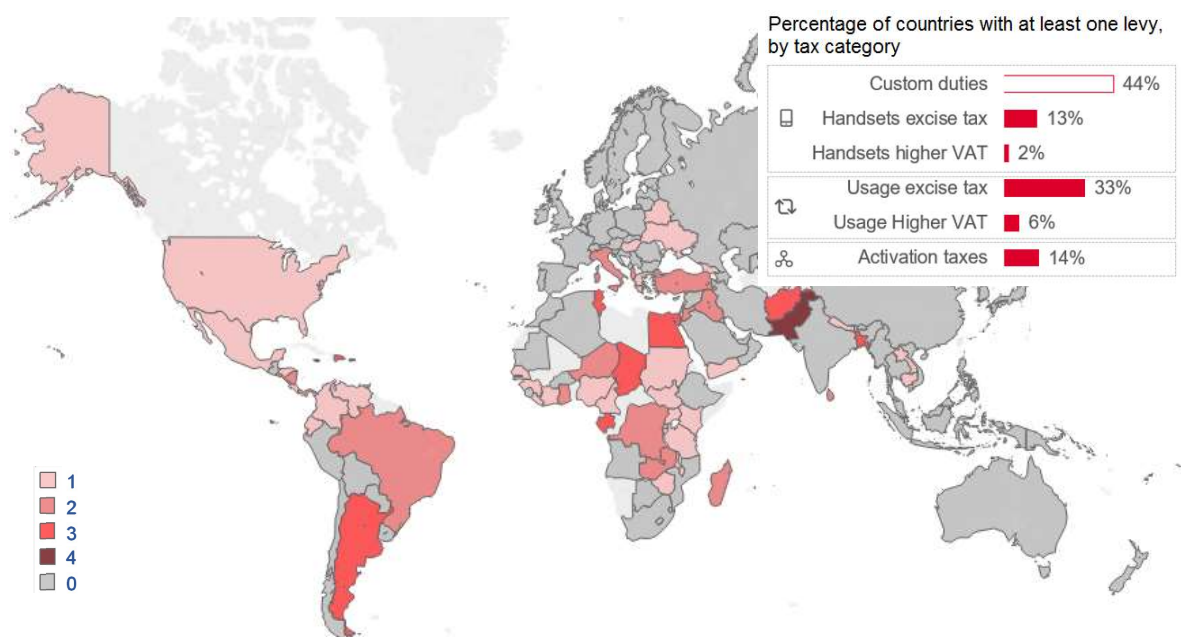 Percentage of countries with at least one levy,
by tax category
Custom duties 44%
Handsets excise tax 13%
Handsets higher VAT 2%
Usage excise tax 33%
Usage Higher VAT 6%
Activation taxes 14%
1
2
3
4
0